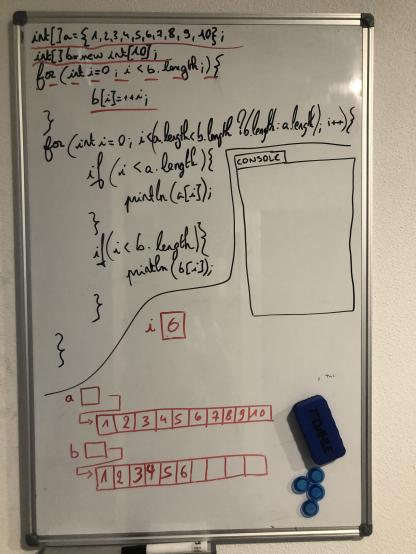 int[] a = {1,2,3,4,5,6,7,8,9,10};
int[] b = new int[10];
for (int i=0; i < b.length;){
b[i]=++i;
}
for (int i=0; i<(a.length<b.length ?(b.length:a.length); i++){
if (i < a.length){
println(a[i]);
}
if (i < b.length){
println(b[i]);
}
}
CONSOLE
i 6
a
1 2 3 4 5 6 7 8 9 10
b
1 2 3 4 5 6
DAHLE